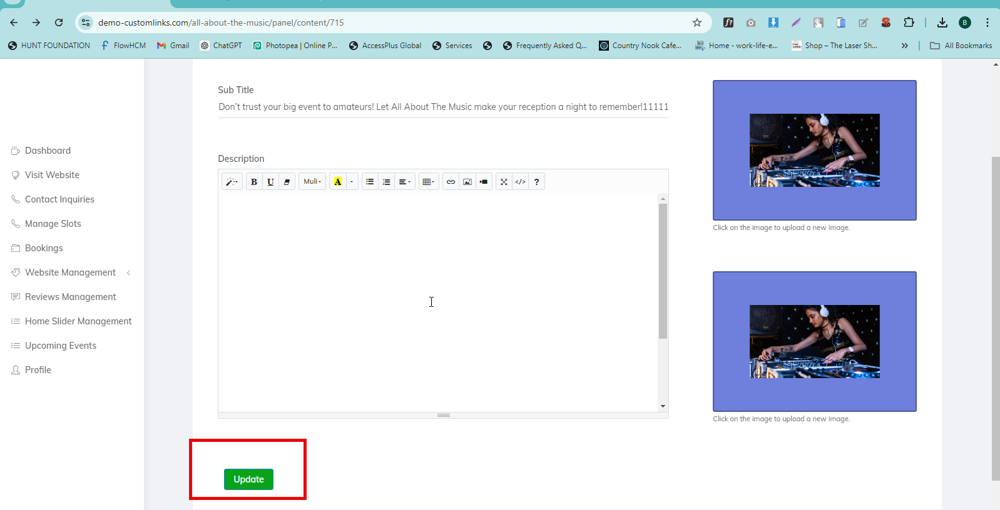 demo-customlinks.com/all-about-the-music/panel/content/715
f?
SEO
B
HUNT FOUNDATION
FlowHCM
Gmail
ChatGPT
Photopea | Online P...
AccessPlus Global
Services
Frequently Asked Q...
Country Nook Cafe...
Home - work-life-e...
Shop – The Laser Sh...
»
All Bookmarks
Dashboard
Visit Website
Contact Inquiries
Manage Slots
Bookings
Website Management
Reviews Management
Home Slider Management
Upcoming Events
Profile
Sub Title
Don't trust your big event to amateurs! Let All About The Music make your reception a night to remember!11111
Description
B U Muli A </> ?
Update
Click on the image to upload a new Image.
Click on the image to upload a new Image.